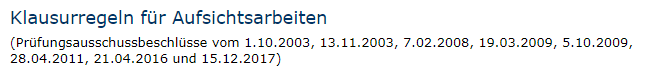 Klausurregeln für Aufsichtsarbeiten
(Prüfungsausschussbeschlüsse vom 1.10.2003, 13.11.2003, 7.02.2008, 19.03.2009, 5.10.2009,
28.04.2011, 21.04.2016 und 15.12.2017)